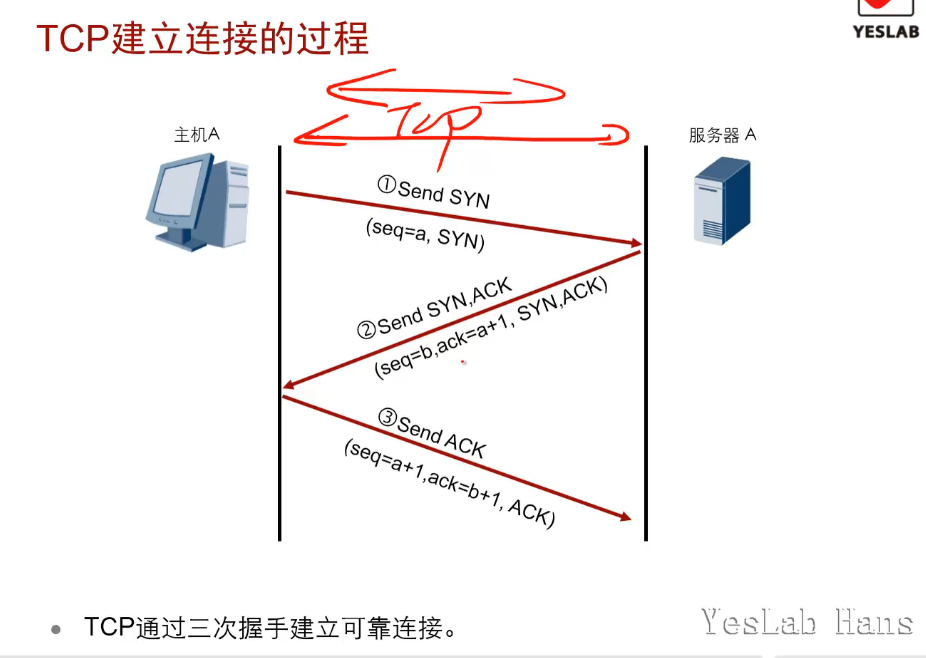 YESLAB
TCP建立连接的过程
TCP
主机A
服务器 A
①Send SYN
(seq=a, SYN)
②Send SYN,ACK
(seq=b,ack=a+1, SYN,ACK)
③Send ACK
(seq=a+1,ack=b+1, ACK)
TCP通过三次握手建立可靠连接。
YesLab Hans